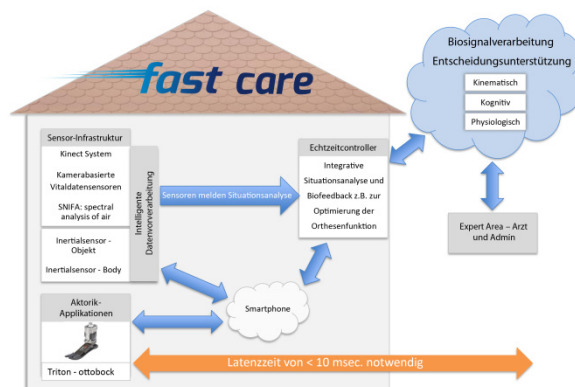 fast care
Biosignalverarbeitung
Entscheidungsunterstützung
Kinematisch
Kognitiv
Physiologisch
Sensor-Infrastruktur
Kinect System
Kamerabasierte
Vitaldatensensoren
SNIFA: spectral
analysis of air
Inertialsensor -
Objekt
Inertialsensor - Body
Intelligente
Datenvorverarbeitung
Sensoren melden Situationsanalyse
Echtzeitcontroller
Integrative
Situationsanalyse und
Biofeedback z.B. zur
Optimierung der
Orthesenfunktion
Expert Area – Arzt
und Admin
Smartphone
Aktorik-
Applikationen
Triton - ottobock
Latenzzeit von < 10 msec. notwendig